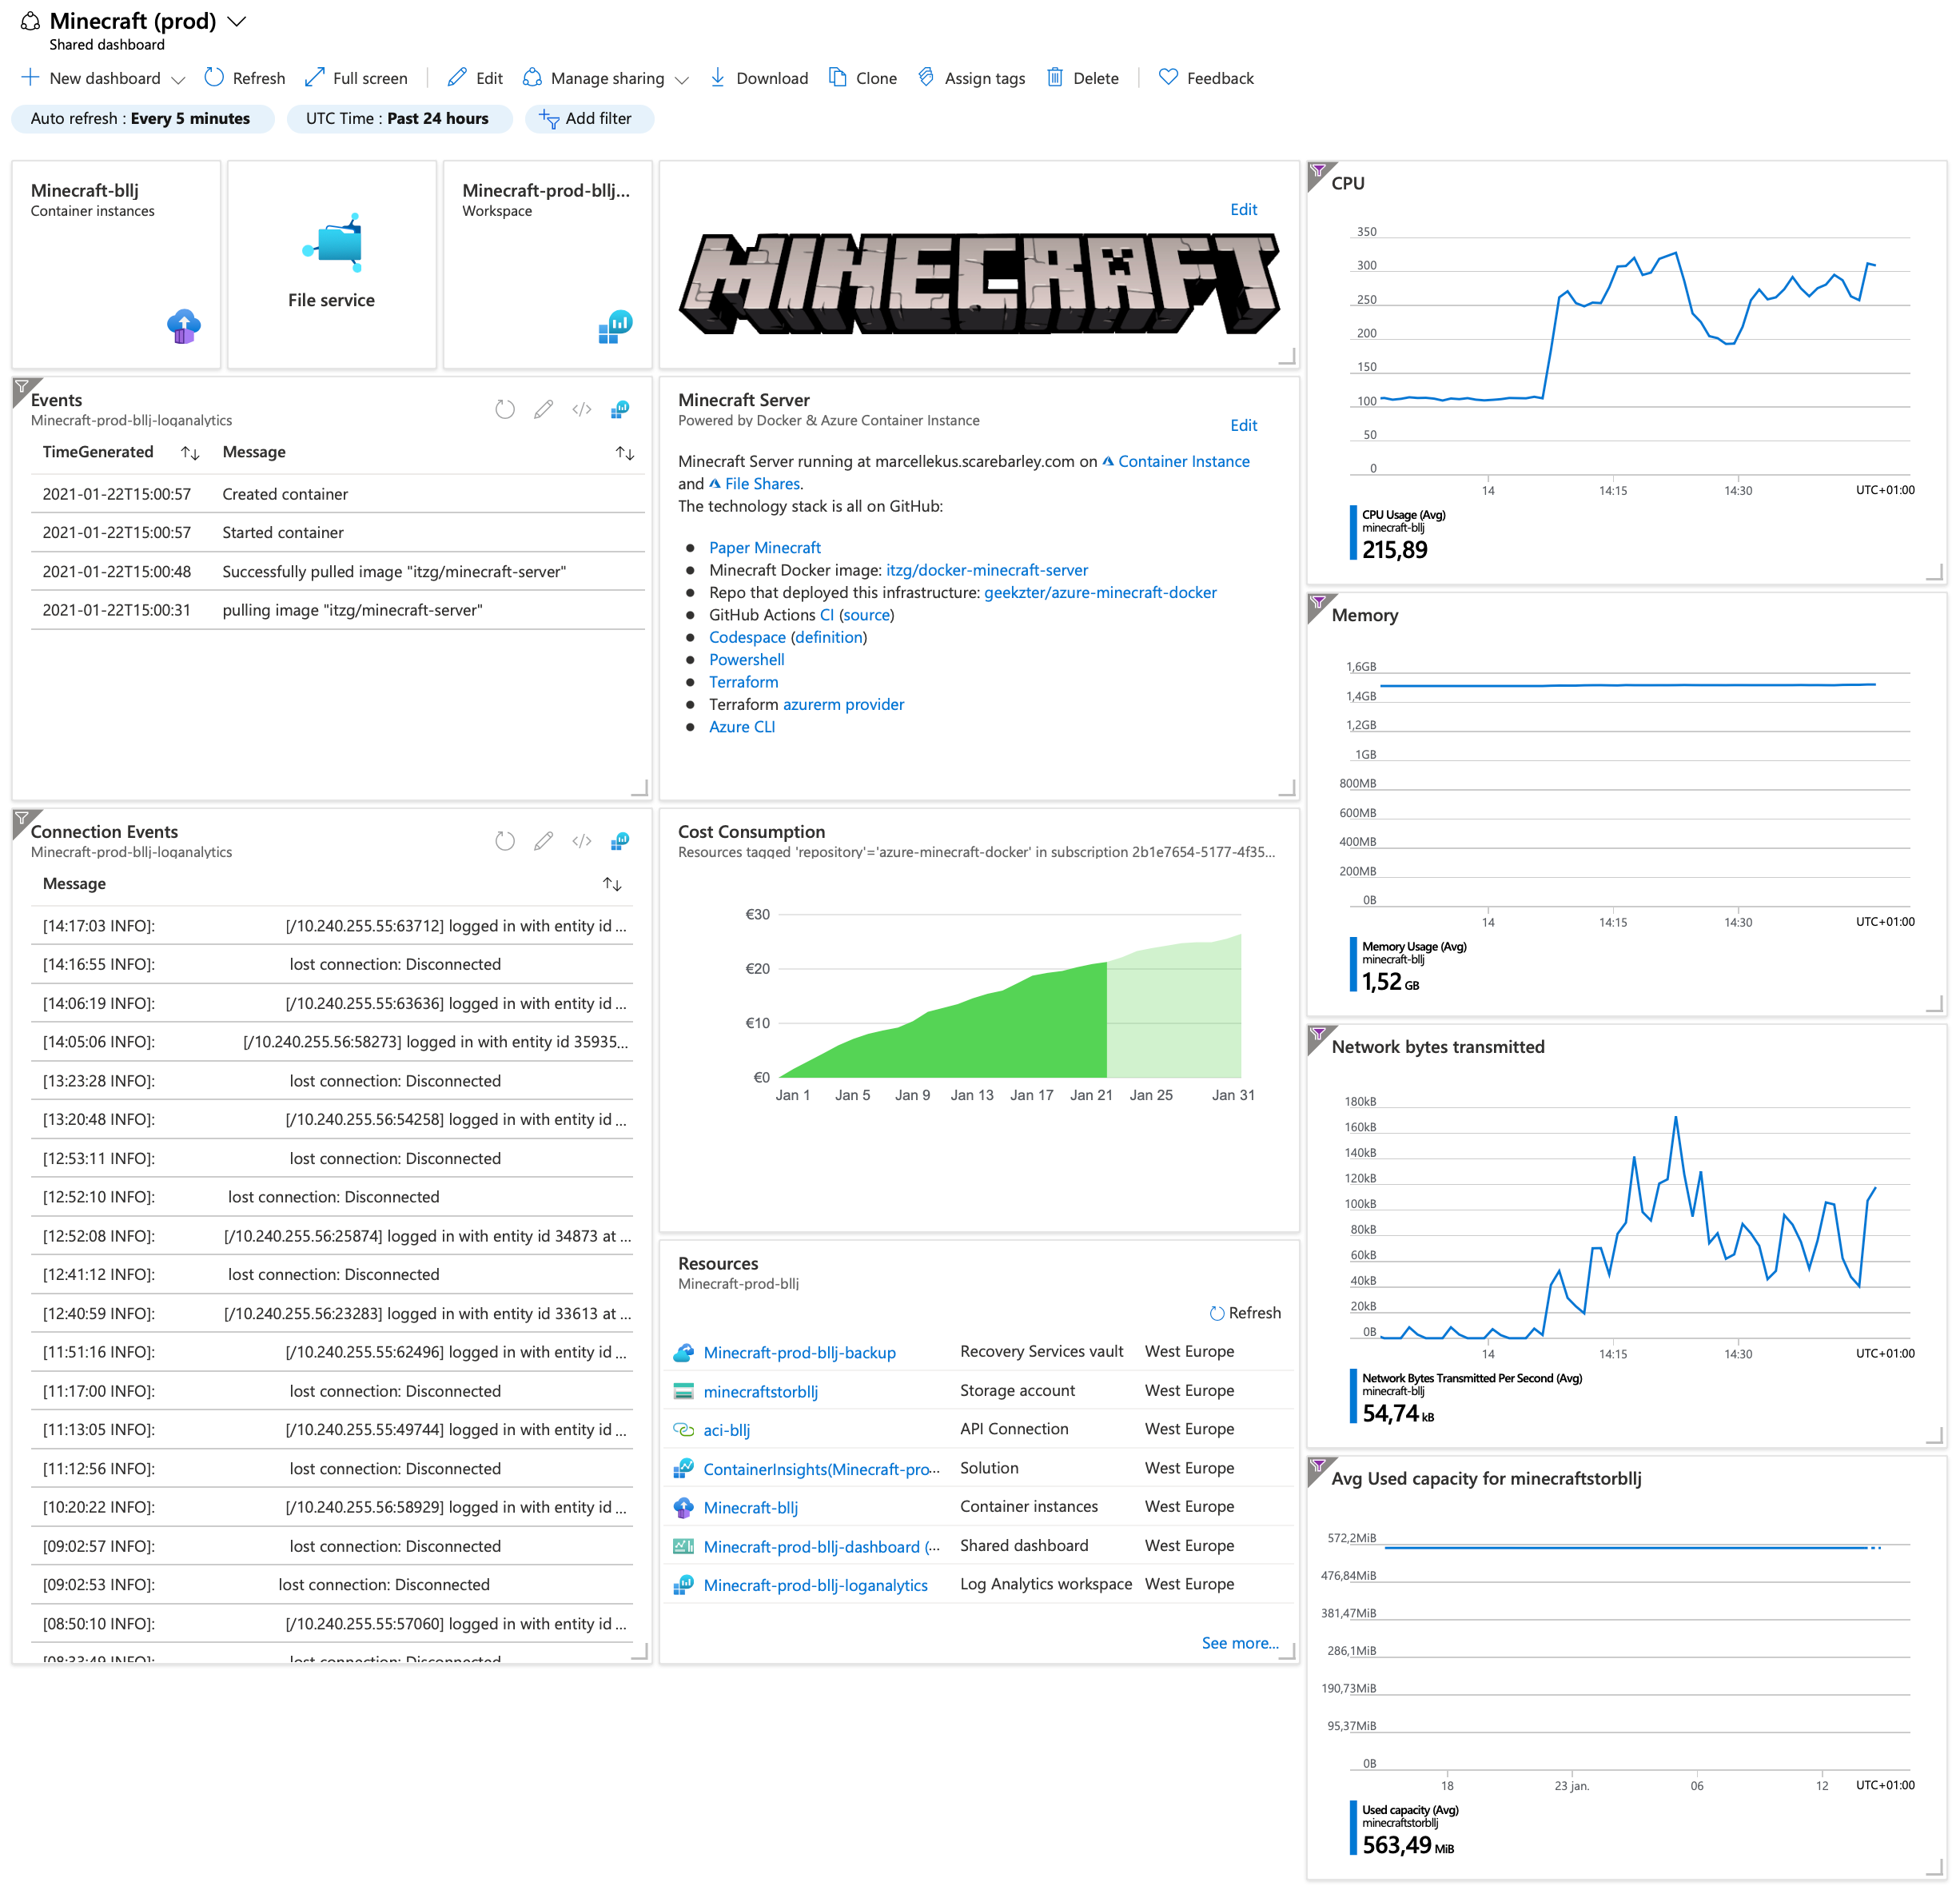 Minecraft (prod)
Shared dashboard
New dashboard Refresh Full screen Edit Manage sharing Download Clone Assign tags Delete Feedback
Auto refresh : Every 5 minutes UTC Time : Past 24 hours Add filter
Minecraft-bllj
Container instances
File service
Minecraft-prod-bllj...
Workspace
Edit
MINECRAFT
Events
Minecraft-prod-bllj-loganalytics
TimeGenerated Message
2021-01-22T15:00:57 Created container
2021-01-22T15:00:57 Started container
2021-01-22T15:00:48 Successfully pulled image "itzg/minecraft-server"
2021-01-22T15:00:31 pulling image "itzg/minecraft-server"
Minecraft Server
Powered by Docker & Azure Container Instance
Edit
Minecraft Server running at marcellekus.scarebarley.com on Container Instance
and File Shares.
The technology stack is all on GitHub:
● Paper Minecraft
● Minecraft Docker image: itzg/docker-minecraft-server
● Repo that deployed this infrastructure: geekzter/azure-minecraft-docker
● GitHub Actions CI (source)
● Codespace (definition)
● Powershell
● Terraform
● Terraform azurerm provider
● Azure CLI
Connection Events
Minecraft-prod-bllj-loganalytics
Message
[14:17:03 INFO]: [/10.240.255.55:63712] logged in with entity id ...
[14:16:55 INFO]: lost connection: Disconnected
[14:06:19 INFO]: [/10.240.255.55:63636] logged in with entity id ...
[14:05:06 INFO]: [/10.240.255.56:58273] logged in with entity id 35935...
[13:23:28 INFO]: lost connection: Disconnected
[13:20:48 INFO]: [/10.240.255.56:54258] logged in with entity id ...
[12:53:11 INFO]: lost connection: Disconnected
[12:52:10 INFO]: lost connection: Disconnected
[12:52:08 INFO]: [/10.240.255.56:25874] logged in with entity id 34873 at ...
[12:41:12 INFO]: lost connection: Disconnected
[12:40:59 INFO]: [/10.240.255.56:23283] logged in with entity id 33613 at ...
[11:51:16 INFO]: [/10.240.255.55:62496] logged in with entity id ...
[11:17:00 INFO]: lost connection: Disconnected
[11:13:05 INFO]: [/10.240.255.55:49744] logged in with entity id ...
[11:12:56 INFO]: lost connection: Disconnected
[10:20:22 INFO]: [/10.240.255.56:58929] logged in with entity id ...
[09:02:57 INFO]: lost connection: Disconnected
[09:02:53 INFO]: lost connection: Disconnected
[08:50:10 INFO]: [/10.240.255.55:57060] logged in with entity id ...
[08:33:49 INFO]: lost connection: Disconnected
Cost Consumption
Resources tagged 'repository'='azure-minecraft-docker' in subscription 2b1e7654-5177-4f35...
€30
€20
€10
€0
Jan 1 Jan 5 Jan 9 Jan 13 Jan 17 Jan 21 Jan 25 Jan 31
Resources
Minecraft-prod-bllj
Refresh
Minecraft-prod-bllj-backup Recovery Services vault West Europe
minecraftstorbllj Storage account West Europe
aci-bllj API Connection West Europe
ContainerInsights(Minecraft-pro... Solution West Europe
Minecraft-bllj Container instances West Europe
Minecraft-prod-bllj-dashboard (... Shared dashboard West Europe
Minecraft-prod-bllj-loganalytics Log Analytics workspace West Europe
See more...
CPU
350
300
250
200
150
100
50
0
14 14:15 14:30 UTC+01:00
CPU Usage (Avg)
minecraft-bllj
215,89
Memory
1,6GB
1,4GB
1,2GB
1GB
800MB
600MB
400MB
200MB
0B
14 14:15 14:30 UTC+01:00
Memory Usage (Avg)
minecraft-bllj
1,52 GB
Network bytes transmitted
180kB
160kB
140kB
120kB
100kB
80kB
60kB
40kB
20kB
0B
14 14:15 14:30 UTC+01:00
Network Bytes Transmitted Per Second (Avg)
minecraft-bllj
54,74 kB
Avg Used capacity for minecraftstorbllj
572,2MiB
476,84MiB
381,47MiB
286,1MiB
190,73MiB
95,37MiB
0B
18 23 jan. 06 12 UTC+01:00
Used capacity (Avg)
minecraftstorbllj
563,49 MiB